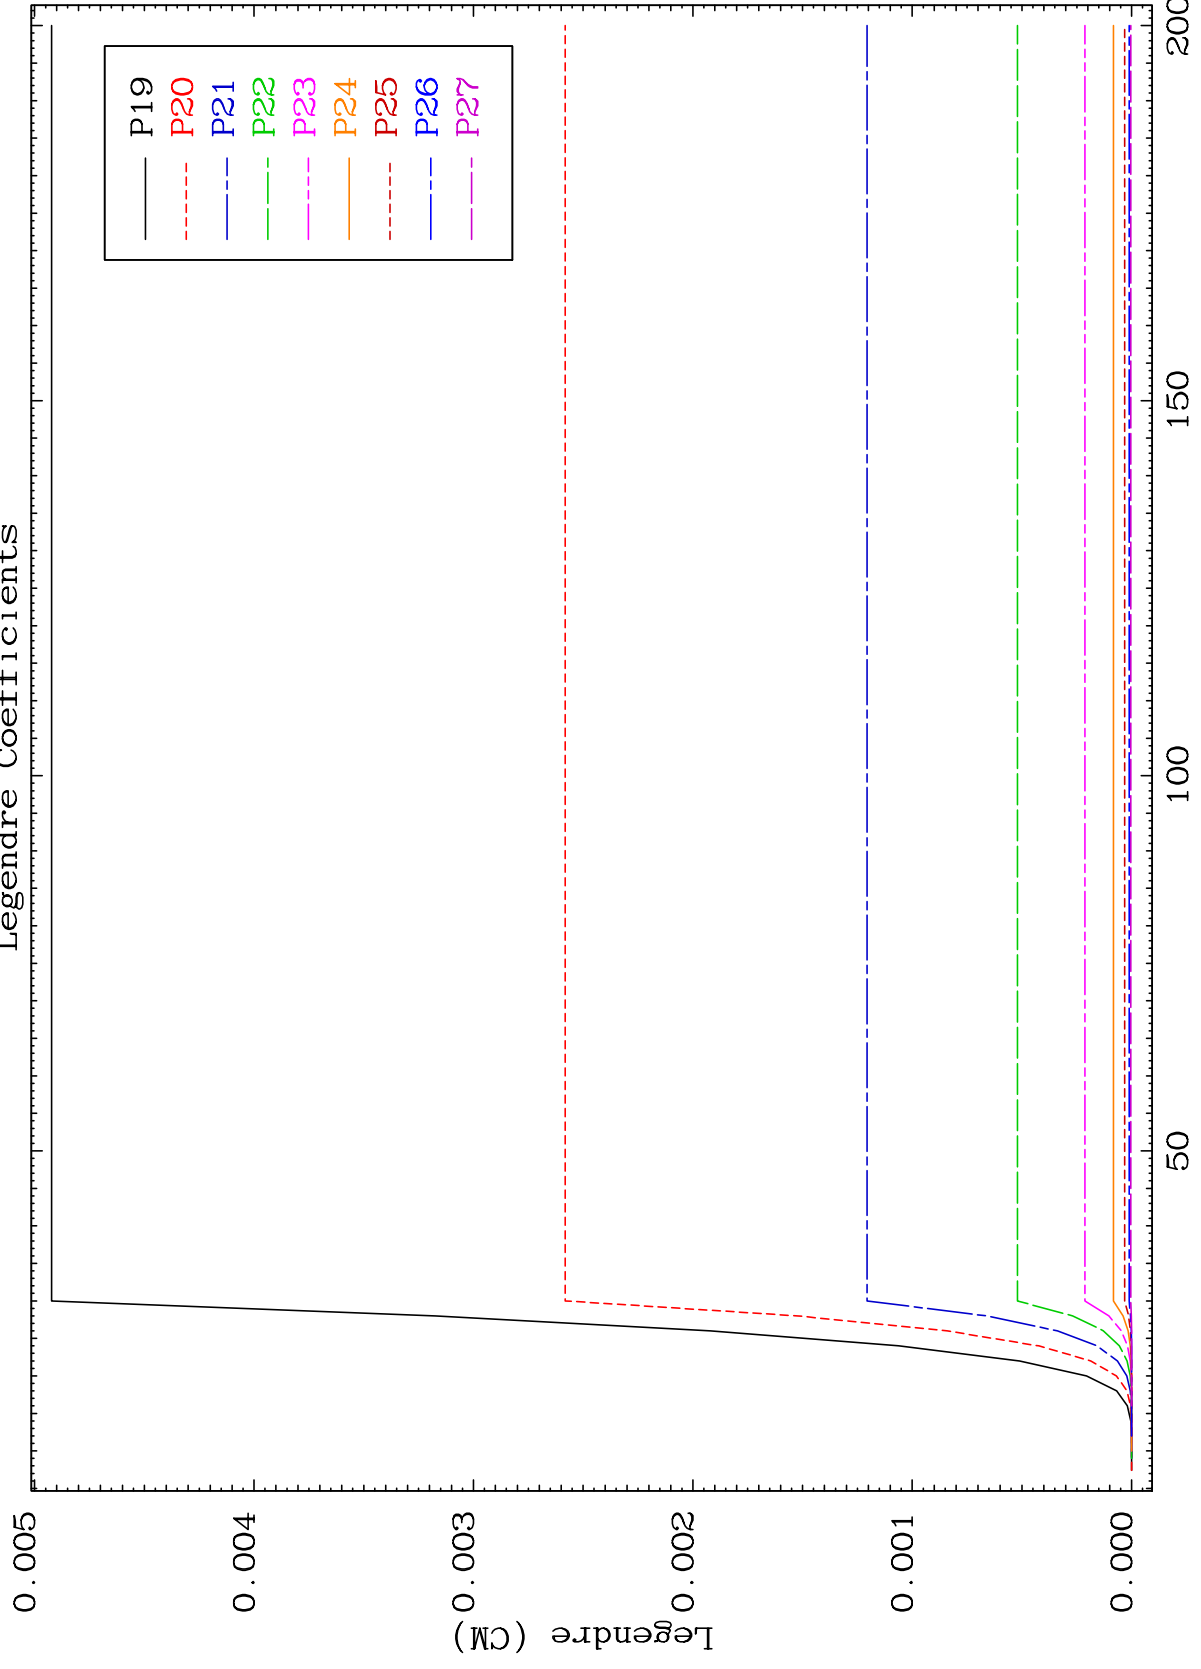 Legendre Coefficients
P19
P20
P21
P22
P23
P24
P25
P26
P27
Legendre (CM)
0.005
0.004
0.003
0.002
0.001
0.000
50
100
150
200